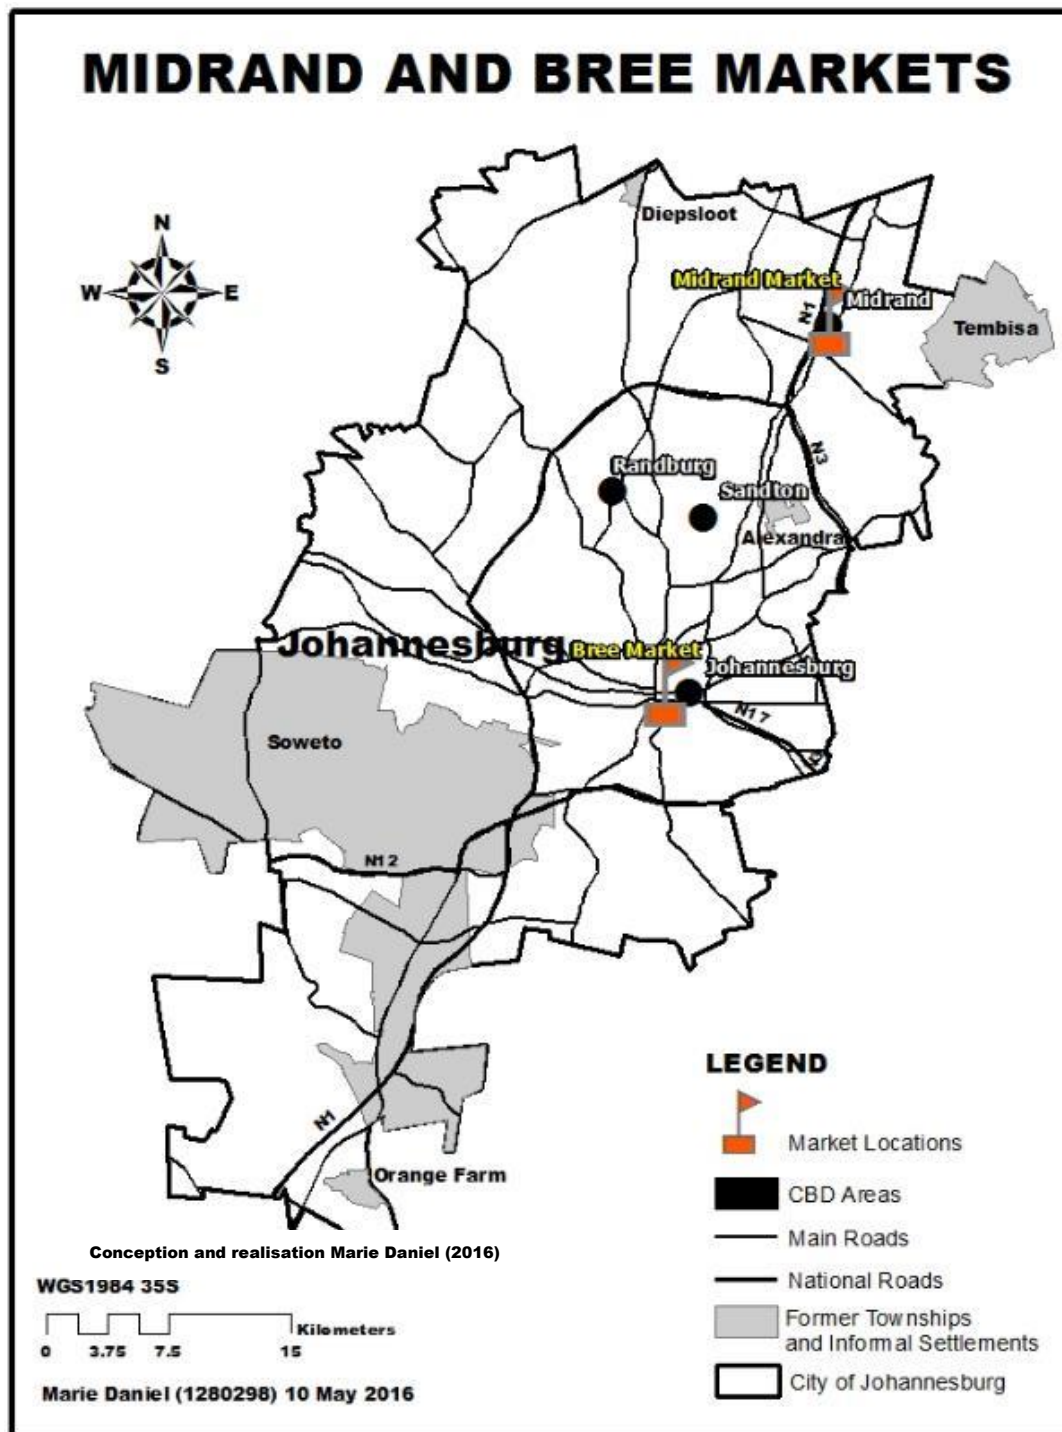 MIDRAND AND BREE MARKETS
N
W E
S
Diepsloot
Midrand Market
Midrand
N1
Tembisa
N3
Randburg
Sandton
Alexandra
Johannesburg
Bree Market
Johannesburg
N17
Soweto
N12
N1
Orange Farm
LEGEND
Market Locations
CBD Areas
Main Roads
National Roads
Former Townships
and Informal Settlements
City of Johannesburg
Conception and realisation Marie Daniel (2016)
WGS1984 35S
Kilometers
0 3.75 7.5 15
Marie Daniel (1280298) 10 May 2016